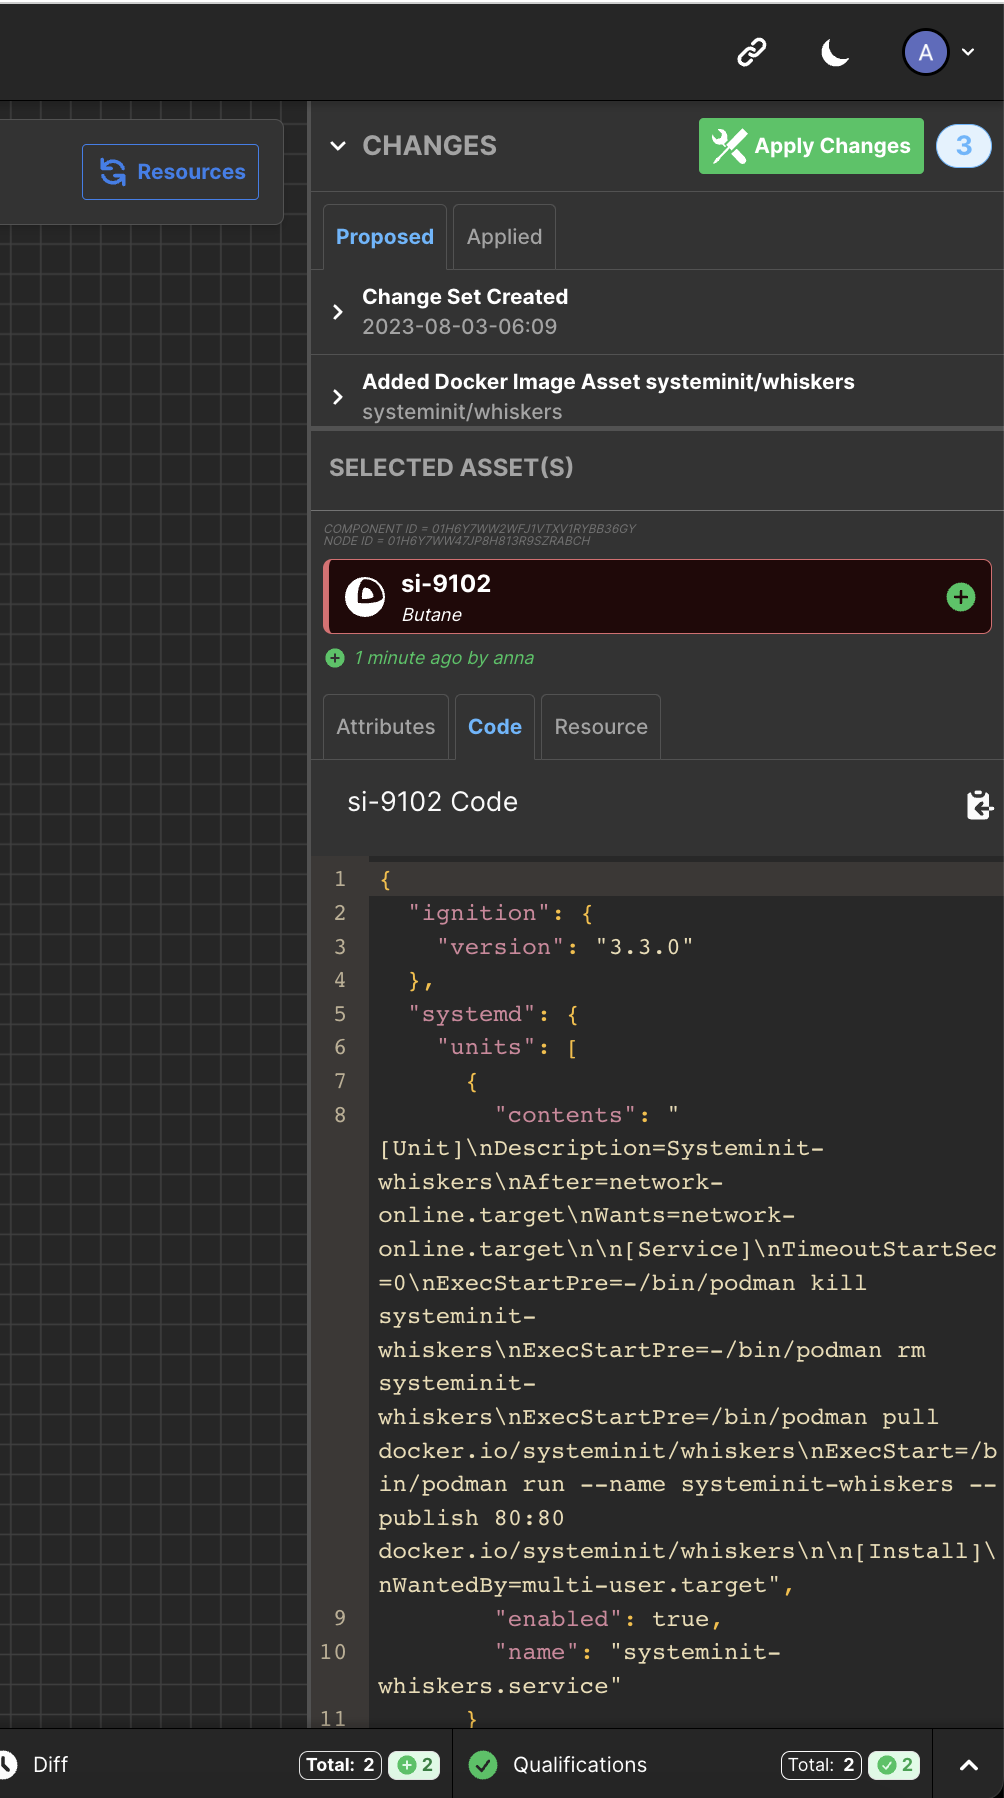 A
Resources
CHANGES
Apply Changes
3
Proposed
Applied
Change Set Created
2023-08-03-06:09
Added Docker Image Asset systeminit/whiskers
systeminit/whiskers
SELECTED ASSET(S)
COMPONENT ID = 01H6Y7WW2WFJ1VTXV1RYBB36GY
NODE ID = 01H6Y7WW47JP8H813R9SZRABCH
si-9102
Butane
1 minute ago by anna
Attributes
Code
Resource
si-9102 Code
1 {
2 "ignition": {
3 "version": "3.3.0"
4 },
5 "systemd": {
6 "units": [
7 {
8 "contents": "
[Unit]\nDescription=Systeminit-
whiskers\nAfter=network-
online.target\nWants=network-
online.target\n\n[Service]\nTimeoutStartSec
=0\nExecStartPre=-/bin/podman kill
systeminit-
whiskers\nExecStartPre=-/bin/podman rm
systeminit-
whiskers\nExecStartPre=/bin/podman pull
docker.io/systeminit/whiskers\nExecStart=/b
in/podman run --name systeminit-whiskers --
publish 80:80
docker.io/systeminit/whiskers\n\n[Install]\
nWantedBy=multi-user.target",
9 "enabled": true,
10 "name": "systeminit-
whiskers.service"
11 }
Diff
Total: 2
2
Qualifications
Total: 2
2